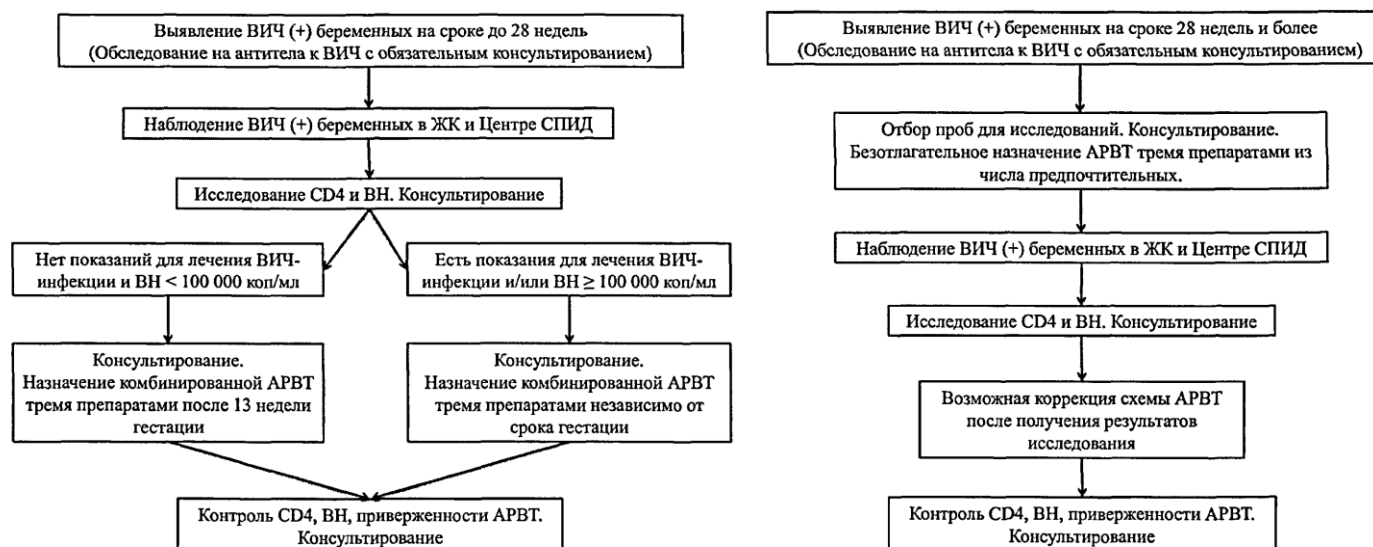 Выявление ВИЧ (+) беременных на сроке до 28 недель
(Обследование на антитела к ВИЧ с обязательным консультированием)
Наблюдение ВИЧ (+) беременных в ЖК и Центре СПИД
Исследование CD4 и ВН. Консультирование
Нет показаний для лечения ВИЧ-
инфекции и ВН < 100 000 коп/мл
Есть показания для лечения ВИЧ-
инфекции и/или ВН ≥ 100 000 коп/мл
Консультирование.
Назначение комбинированной АРВТ
тремя препаратами после 13 недели
гестации
Консультирование.
Назначение комбинированной АРВТ
тремя препаратами независимо от
срока гестации
Контроль CD4, ВН, приверженности АРВТ.
Консультирование
Выявление ВИЧ (+) беременных на сроке 28 недель и более
(Обследование на антитела к ВИЧ с обязательным консультированием)
Отбор проб для исследований. Консультирование.
Безотлагательное назначение АРВТ тремя препаратами из
числа предпочтительных.
Наблюдение ВИЧ (+) беременных в ЖК и Центре СПИД
Исследование CD4 и ВН. Консультирование
Возможная коррекция схемы АРВТ
после получения результатов
исследования
Контроль CD4, ВН, приверженности АРВТ.
Консультирование